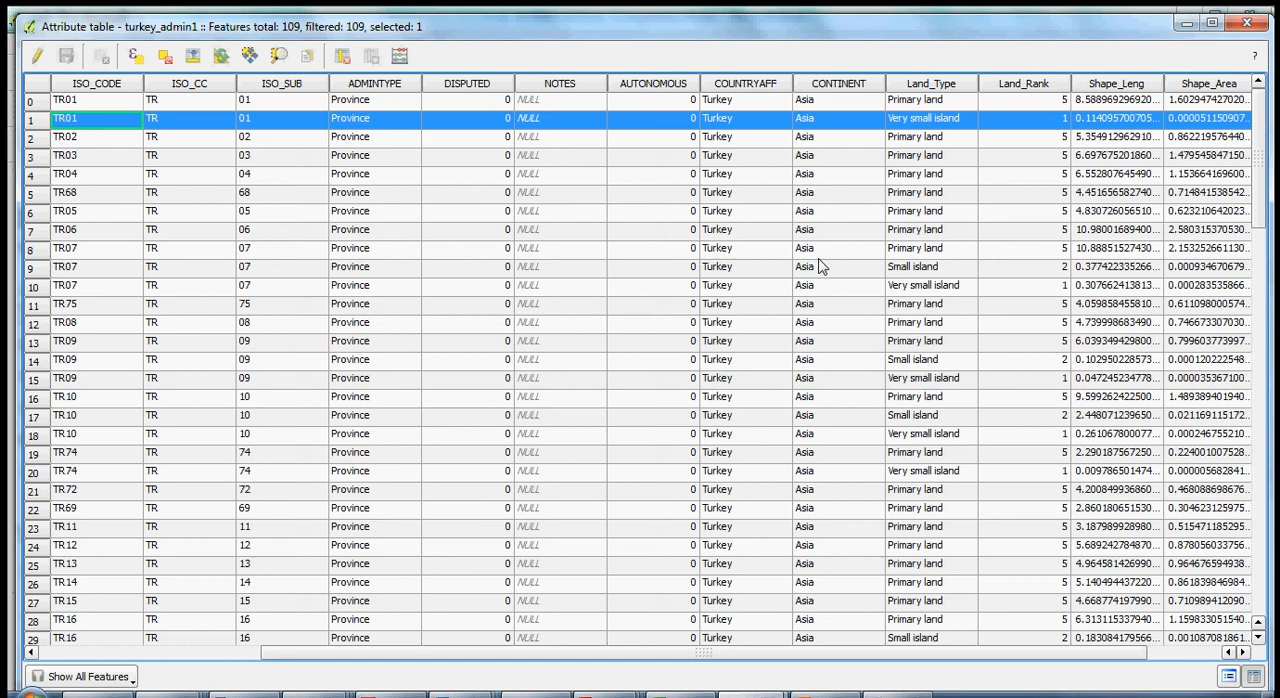 Attribute table - turkey_admin1 :: Features total: 109, filtered: 109, selected: 1
?
ISO_CODE ISO_CC ISO_SUB ADMINTYPE DISPUTED NOTES AUTONOMOUS COUNTRYAFF CONTINENT Land_Type Land_Rank Shape_Leng Shape_Area
0 TR01 TR 01 Province 0 NULL 0 Turkey Asia Primary land 5 8.588969296920... 1.602947427020...
1 TR01 TR 01 Province 0 NULL 0 Turkey Asia Very small island 1 0.114095700705... 0.000051150907...
2 TR02 TR 02 Province 0 NULL 0 Turkey Asia Primary land 5 5.354912962910... 0.862219576440...
3 TR03 TR 03 Province 0 NULL 0 Turkey Asia Primary land 5 6.697675201860... 1.479545847150...
4 TR04 TR 04 Province 0 NULL 0 Turkey Asia Primary land 5 6.552807645490... 1.153664169600...
5 TR68 TR 68 Province 0 NULL 0 Turkey Asia Primary land 5 4.451656582740... 0.714841538542...
6 TR05 TR 05 Province 0 NULL 0 Turkey Asia Primary land 5 4.830726056510... 0.623210642023...
7 TR06 TR 06 Province 0 NULL 0 Turkey Asia Primary land 5 10.98001689400... 2.580315370530...
8 TR07 TR 07 Province 0 NULL 0 Turkey Asia Primary land 5 10.88851527430... 2.153252661130...
9 TR07 TR 07 Province 0 NULL 0 Turkey Asia Small island 2 0.377422335266... 0.000934670679...
10 TR07 TR 07 Province 0 NULL 0 Turkey Asia Very small island 1 0.307662413813... 0.000283535866...
11 TR75 TR 75 Province 0 NULL 0 Turkey Asia Primary land 5 4.059858455810... 0.611098000574...
12 TR08 TR 08 Province 0 NULL 0 Turkey Asia Primary land 5 4.739998683490... 0.746673307030...
13 TR09 TR 09 Province 0 NULL 0 Turkey Asia Primary land 5 6.039349429800... 0.799603773997...
14 TR09 TR 09 Province 0 NULL 0 Turkey Asia Small island 2 0.102950228573... 0.000120222548...
15 TR09 TR 09 Province 0 NULL 0 Turkey Asia Very small island 1 0.047245234778... 0.000035367100...
16 TR10 TR 10 Province 0 NULL 0 Turkey Asia Primary land 5 9.599262422500... 1.489389401940...
17 TR10 TR 10 Province 0 NULL 0 Turkey Asia Small island 2 2.448071239650... 0.021169115172...
18 TR10 TR 10 Province 0 NULL 0 Turkey Asia Very small island 1 0.261067800077... 0.000246755210...
19 TR74 TR 74 Province 0 NULL 0 Turkey Asia Primary land 5 2.290187567250... 0.224001007528...
20 TR74 TR 74 Province 0 NULL 0 Turkey Asia Very small island 1 0.009786501474... 0.000005682841...
21 TR72 TR 72 Province 0 NULL 0 Turkey Asia Primary land 5 4.200849936860... 0.468088698676...
22 TR69 TR 69 Province 0 NULL 0 Turkey Asia Primary land 5 2.860180651530... 0.304623125975...
23 TR11 TR 11 Province 0 NULL 0 Turkey Asia Primary land 5 3.187989928980... 0.515471185295...
24 TR12 TR 12 Province 0 NULL 0 Turkey Asia Primary land 5 5.689242784870... 0.878056033756...
25 TR13 TR 13 Province 0 NULL 0 Turkey Asia Primary land 5 4.964581426990... 0.964676594938...
26 TR14 TR 14 Province 0 NULL 0 Turkey Asia Primary land 5 5.140494437220... 0.861839846984...
27 TR15 TR 15 Province 0 NULL 0 Turkey Asia Primary land 5 4.668774197990... 0.710989412090...
28 TR16 TR 16 Province 0 NULL 0 Turkey Asia Primary land 5 6.313115337940... 1.159833051540...
29 TR16 TR 16 Province 0 NULL 0 Turkey Asia Small island 2 0.183084179566... 0.001087081861...
Show All Features